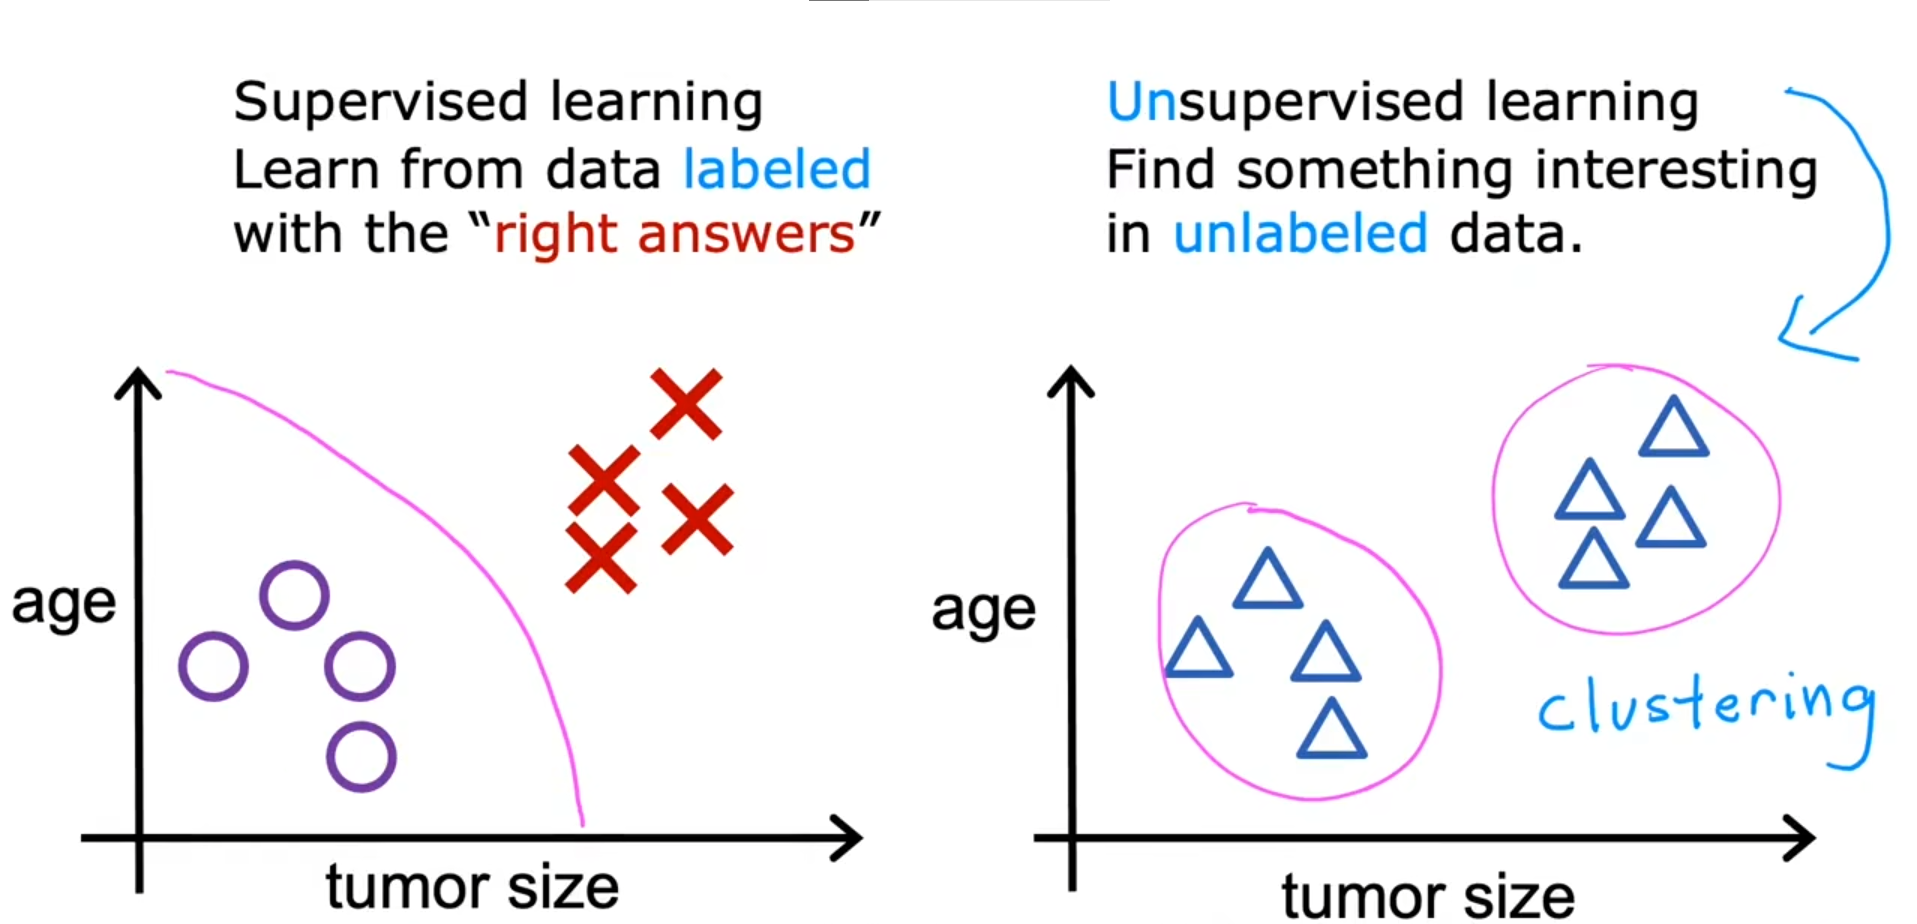 Supervised learning
Learn from data labeled
with the “right answers”
age
tumor size
Unsupervised learning
Find something interesting
in unlabeled data.
age
clustering
tumor size